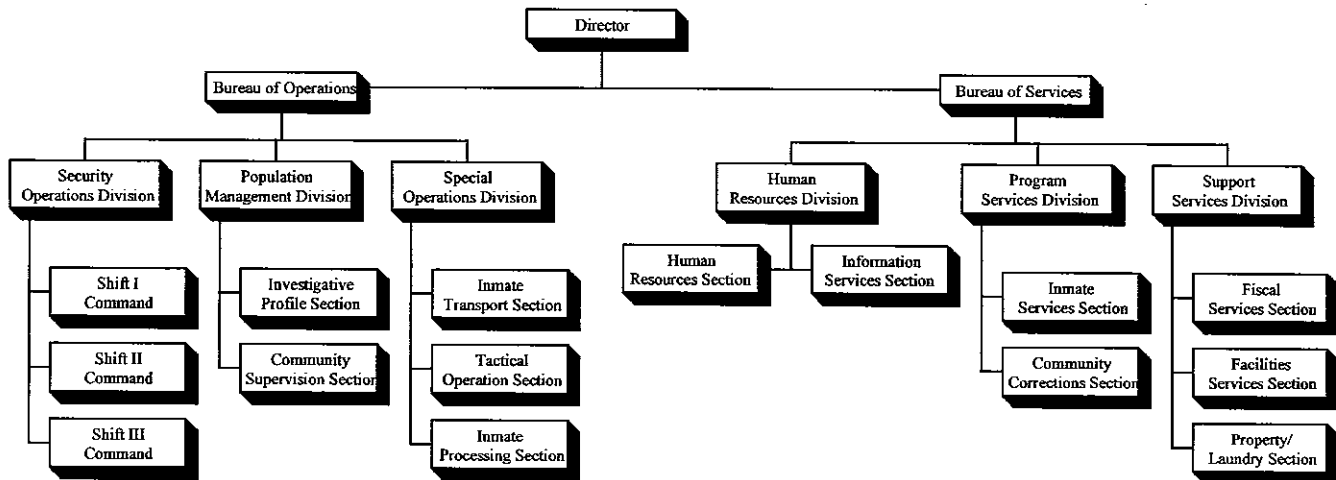 Director
Bureau of Operations
Bureau of Services
Security
Operations Division
Population
Management Division
Special
Operations Division
Human
Resources Division
Program
Services Division
Support
Services Division
Shift I
Command
Shift II
Command
Shift III
Command
Investigative
Profile Section
Community
Supervision Section
Inmate
Transport Section
Tactical
Operation Section
Inmate
Processing Section
Human
Resources Section
Information
Services Section
Inmate
Services Section
Community
Corrections Section
Fiscal
Services Section
Facilities
Services Section
Property/
Laundry Section